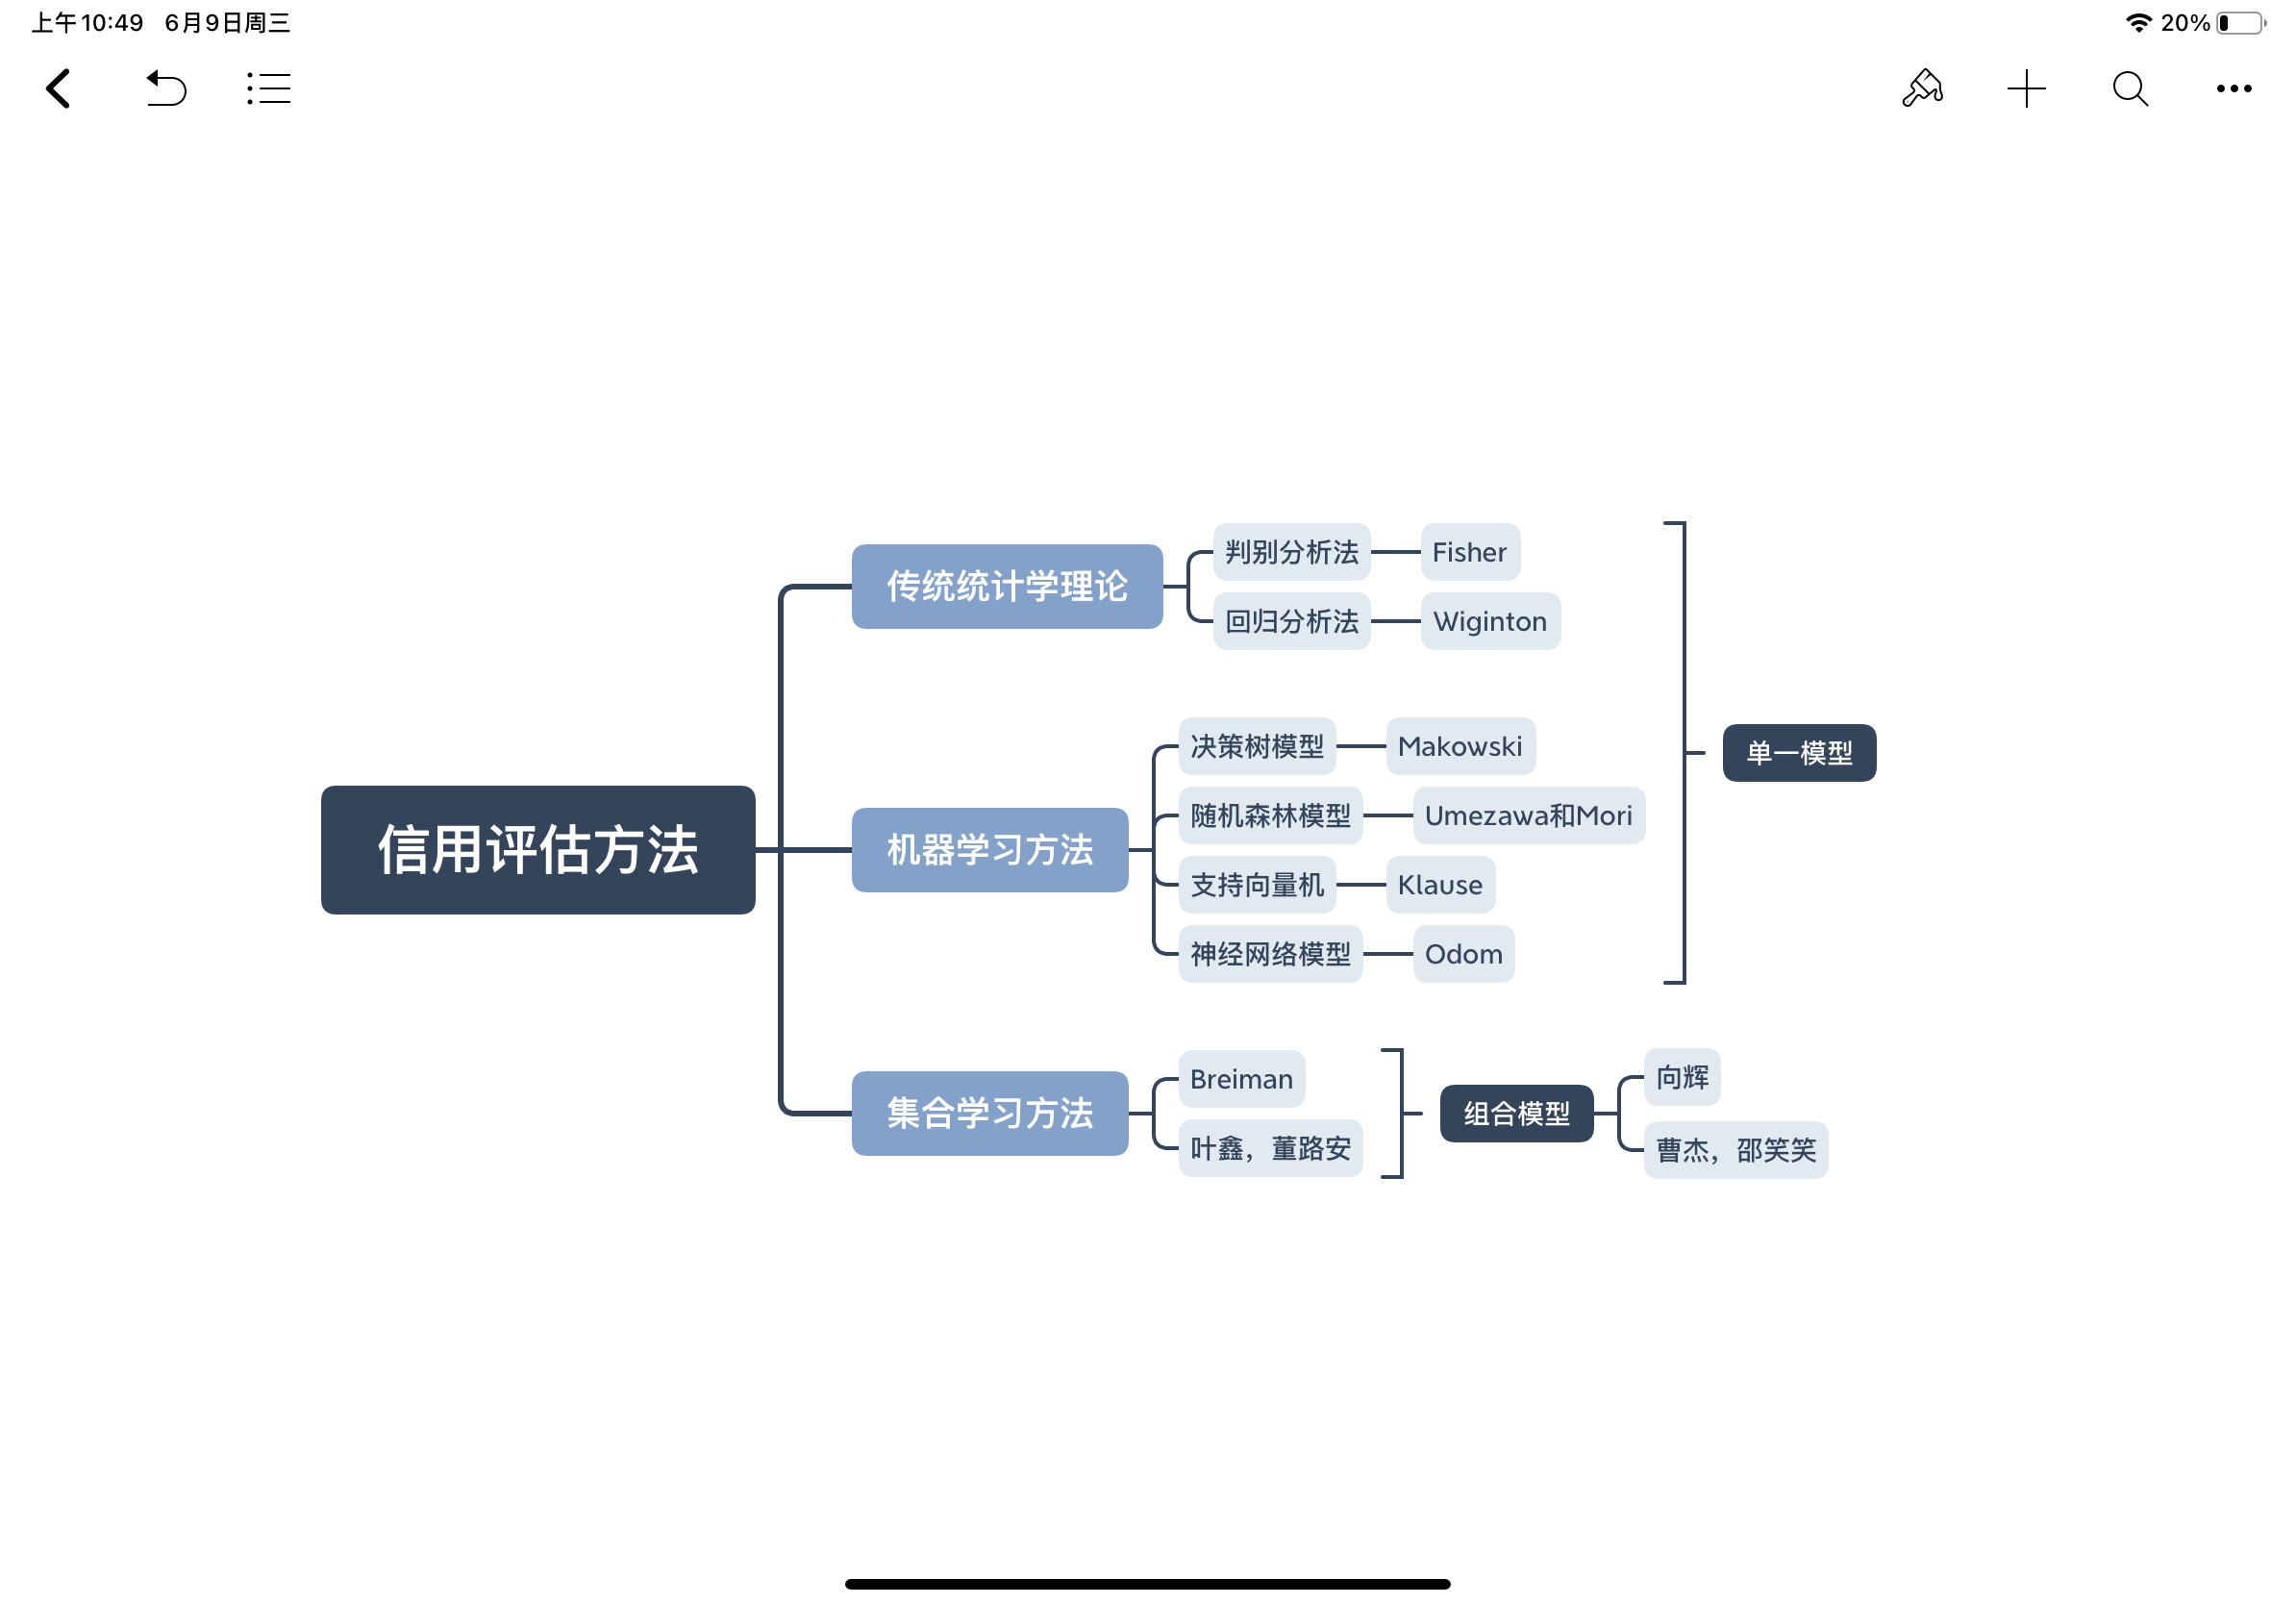 上午10:49 6月9日周三
20%
信用评估方法
传统统计学理论
判别分析法
Fisher
回归分析法
Wiginton
机器学习方法
决策树模型
Makowski
随机森林模型
Umezawa和Mori
支持向量机
Klause
神经网络模型
Odom
单一模型
集合学习方法
Breiman
叶鑫，董路安
组合模型
向辉
曹杰，邵笑笑